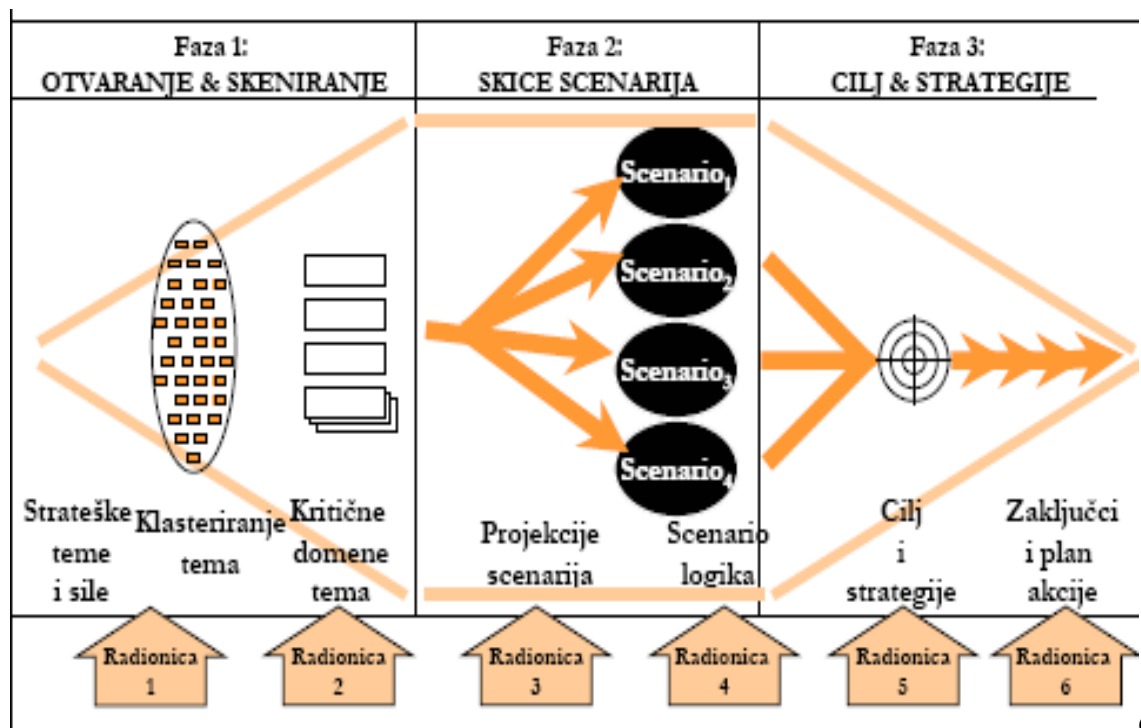 Faza 1:
OTVARANJE & SKENIRANJE
Faza 2:
SKICE SCENARIJA
Faza 3:
CILJ & STRATEGIJE
Scenario1
Scenario2
Scenario3
Scenario4
Strateške
teme
i sile
Klasteriranje
tema
Kritične
domene
tema
Projekcije
scenarija
Scenario
logika
Cilj
i
strategije
Zaključci
i plan
akcije
Radionica
1
Radionica
2
Radionica
3
Radionica
4
Radionica
5
Radionica
6